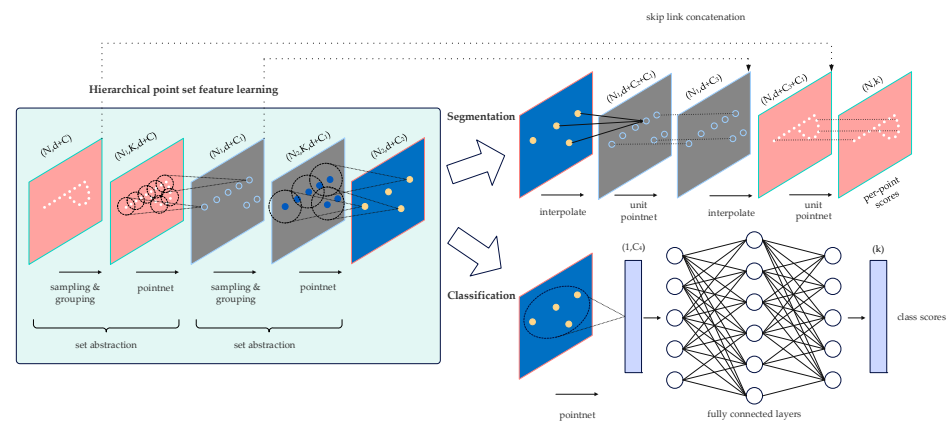 skip link concatenation
Hierarchical point set feature learning
(N,d+C)
(N₁,K,d+C)
(N₁,d+C₁)
(N₂,K,d+C₁)
(N₂,d+C₂)
sampling &
grouping
pointnet
sampling &
grouping
pointnet
set abstraction
set abstraction
Segmentation
(N₁,d+C₂+C₁)
(N₁,d+C₃)
(N,d+C₃+C₁)
(N,k)
interpolate
unit
pointnet
interpolate
unit
pointnet
per-point
scores
Classification
(1,C₄)
(k)
class scores
pointnet
fully connected layers